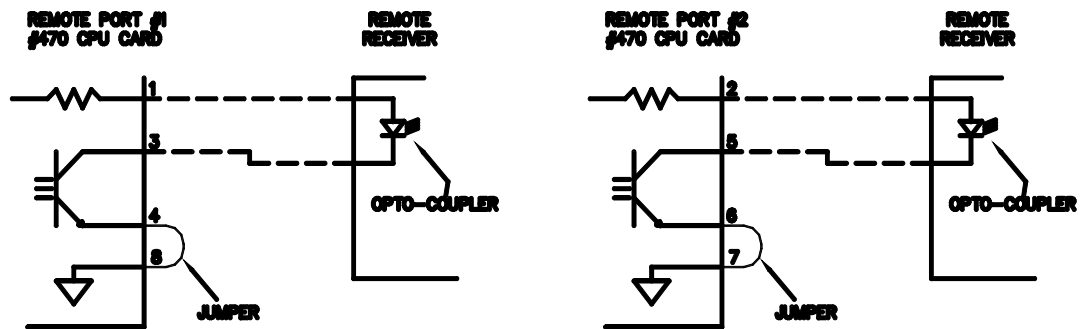 REMOTE PORT #1
#470 CPU CARD
REMOTE
RECEIVER
1
3
4
8
OPTO-COUPLER
JUMPER
REMOTE PORT #2
#470 CPU CARD
REMOTE
RECEIVER
2
5
6
7
OPTO-COUPLER
JUMPER